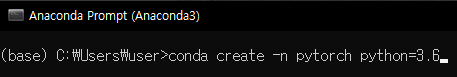 Anaconda Prompt (Anaconda3)
(base) C:₩Users₩user>conda create -n pytorch python=3.6